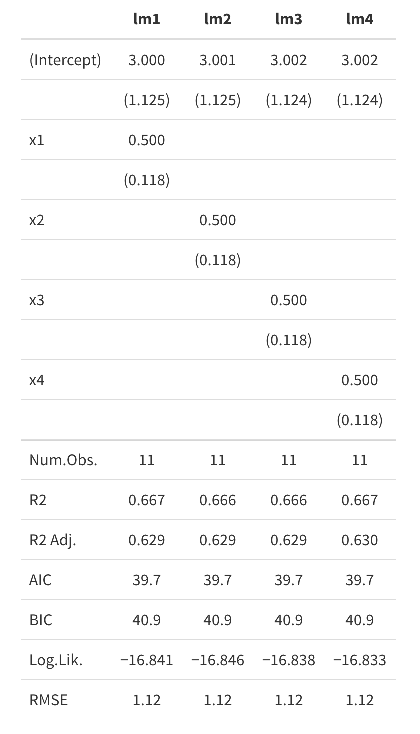 lm1 lm2 lm3 lm4
(Intercept) 3.000 3.001 3.002 3.002
(1.125) (1.125) (1.124) (1.124)
x1 0.500
(0.118)
x2 0.500
(0.118)
x3 0.500
(0.118)
x4 0.500
(0.118)
Num.Obs. 11 11 11 11
R2 0.667 0.666 0.666 0.667
R2 Adj. 0.629 0.629 0.629 0.630
AIC 39.7 39.7 39.7 39.7
BIC 40.9 40.9 40.9 40.9
Log.Lik. −16.841 −16.846 −16.838 −16.833
RMSE 1.12 1.12 1.12 1.12